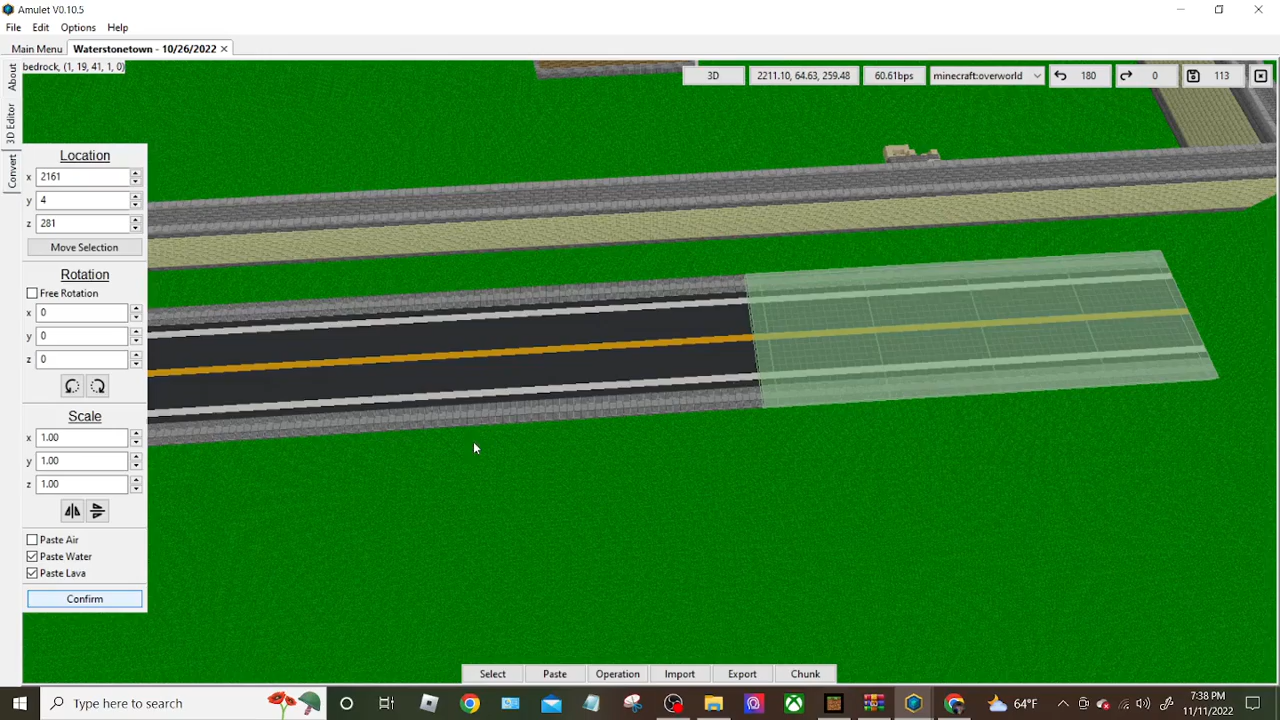 Amulet V0.10.5
File Edit Options Help
Main Menu Waterstonetown - 10/26/2022
bedrock, (1, 19, 41, 1, 0)
3D 2211.10, 64.63, 259.48 60.61bps minecraft:overworld 180 0 113
About
3D Editor
Convert
Location
x 2161
y 4
z 281
Move Selection
Rotation
Free Rotation
x 0
y 0
z 0
Scale
x 1.00
y 1.00
z 1.00
Paste Air
Paste Water
Paste Lava
Confirm
Select Paste Operation Import Export Chunk
Type here to search 64°F 7:38 PM
11/11/2022